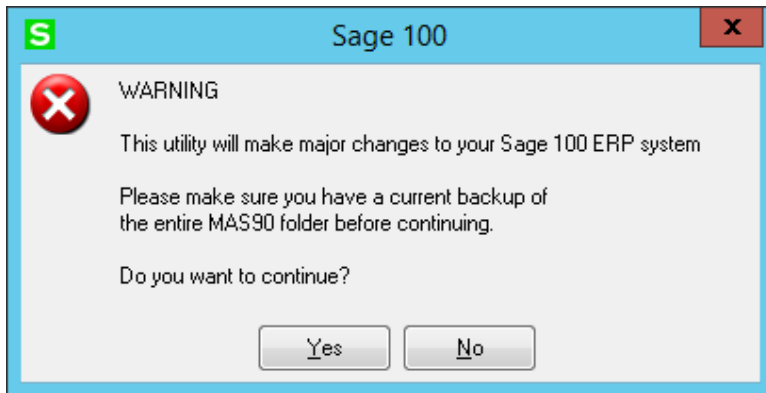 S
Sage 100
x
WARNING
This utility will make major changes to your Sage 100 ERP system
Please make sure you have a current backup of
the entire MAS90 folder before continuing.
Do you want to continue?
Yes
No